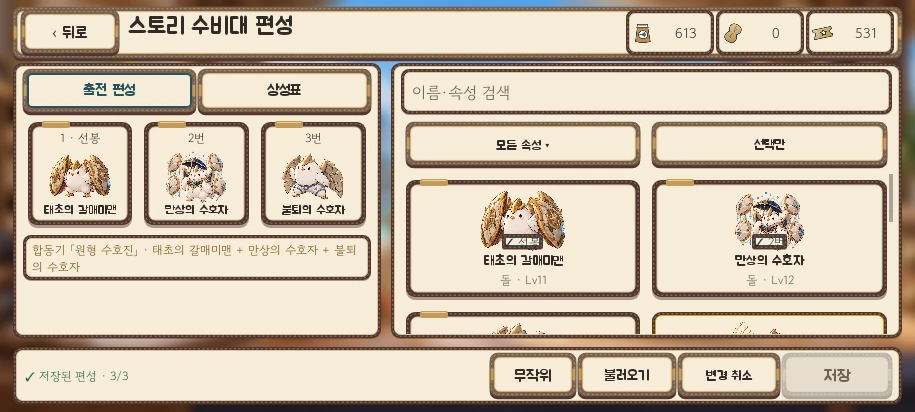 ‹ 뒤로
스토리 수비대 편성
613
0
531
출전 편성
상성표
이름·속성 검색
1 · 선봉
2번
3번
태초의 갈매미맨
만상의 수호자
불퇴의 수호자
합동기 「원형 수호진」 · 태초의 갈매미맨 + 만상의 수호자 + 불퇴
의 수호자
모든 속성 ▾
선택만
✓ 선봉
태초의 갈매미맨
돌 · Lv11
✓ 2번
만상의 수호자
돌 · Lv12
✓ 저장된 편성 · 3/3
무작위
불러오기
변경 취소
저장